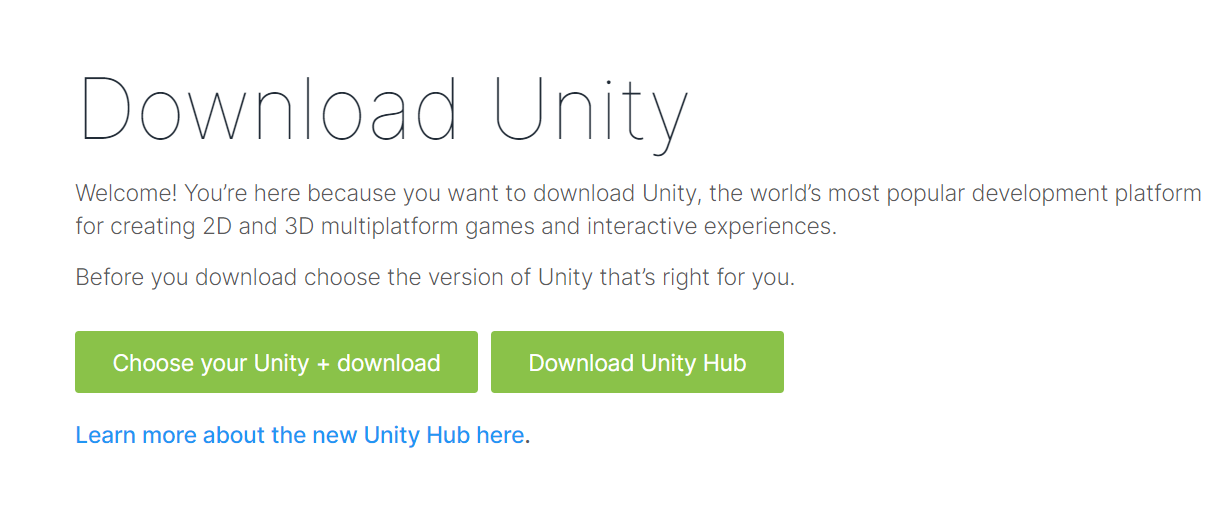 Download Unity
Welcome! You’re here because you want to download Unity, the world’s most popular development platform
for creating 2D and 3D multiplatform games and interactive experiences.
Before you download choose the version of Unity that’s right for you.
Choose your Unity + download
Download Unity Hub
Learn more about the new Unity Hub here.